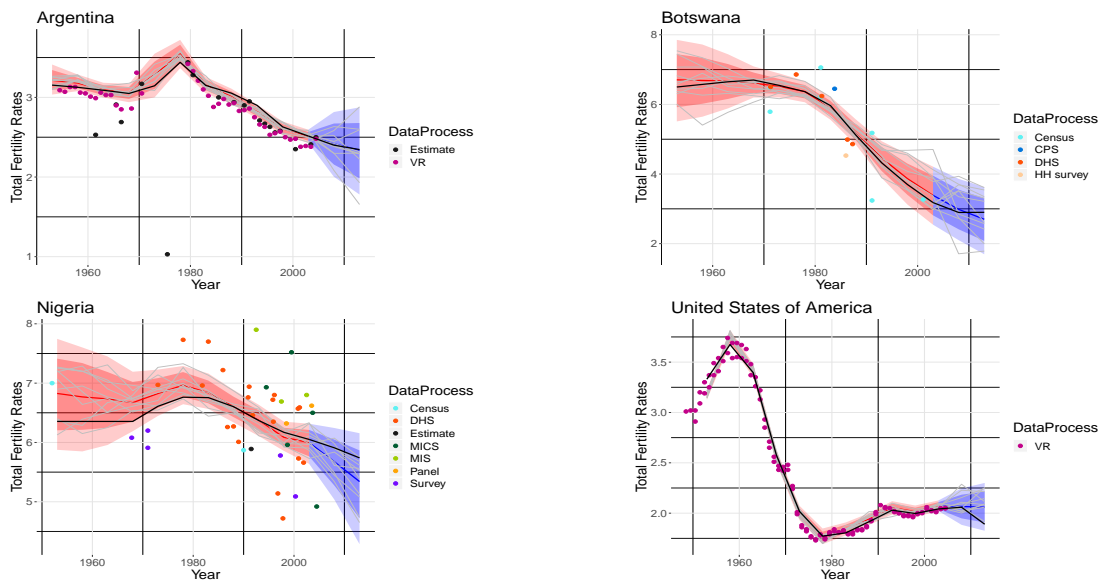 Argentina
Total Fertility Rates
3
2
1
1960
1980
2000
Year
DataProcess
Estimate
VR
Botswana
Total Fertility Rates
8
6
4
2
1960
1980
2000
Year
DataProcess
Census
CPS
DHS
HH survey
Nigeria
Total Fertility Rates
8
7
6
5
1960
1980
2000
Year
DataProcess
Census
DHS
Estimate
MICS
MIS
Panel
Survey
United States of America
Total Fertility Rates
3.5
3.0
2.5
2.0
1960
1980
2000
Year
DataProcess
VR